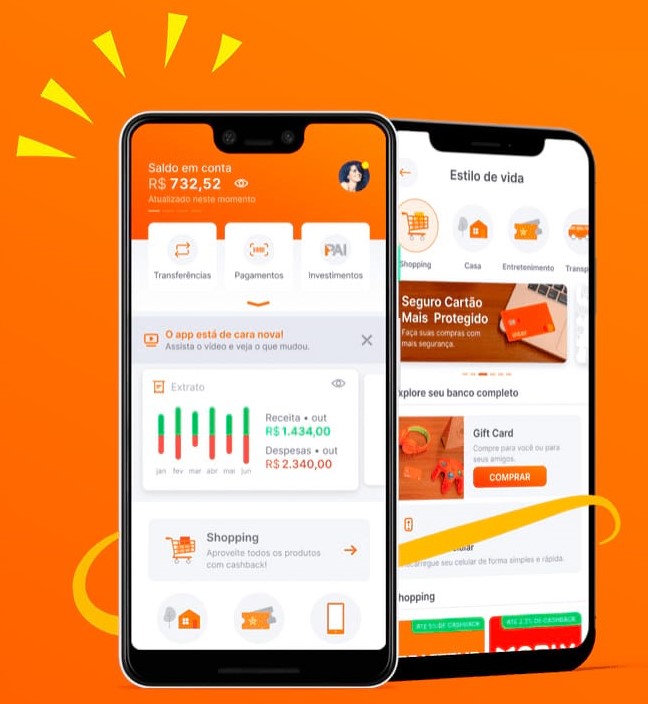 Saldo em conta
R$ 732,52
Atualizado neste momento
Transferências
Pagamentos
PAI
Investimentos
O app está de cara nova!
Assista o vídeo e veja o que mudou.
Extrato
jan fev mar abr mai jun
Receita • out
R$ 1.434,00
Despesas • out
R$ 2.340,00
Shopping
Aproveite todos os produtos
com cashback!
Estilo de vida
Shopping
Casa
Entretenimento
Transp
Seguro Cartão
Mais Protegido
Faça suas compras com
mais segurança.
xplore seu banco completo
Gift Card
Compre para você ou para
seus amigos.
COMPRAR
ular
carregue seu celular de forma simples e rápida.
hopping
ATÉ 5% DE CASHBACK
ATÉ 2,5% DE CASHBACK